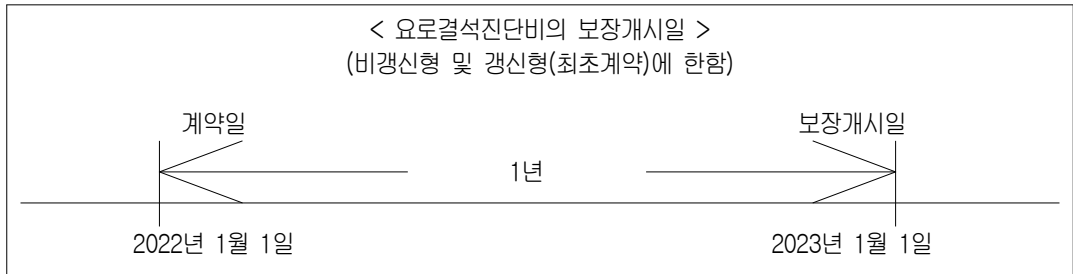 < 요로결석진단비의 보장개시일 >
(비갱신형 및 갱신형(최초계약)에 한함)
계약일 보장개시일
1년
2022년 1월 1일 2023년 1월 1일